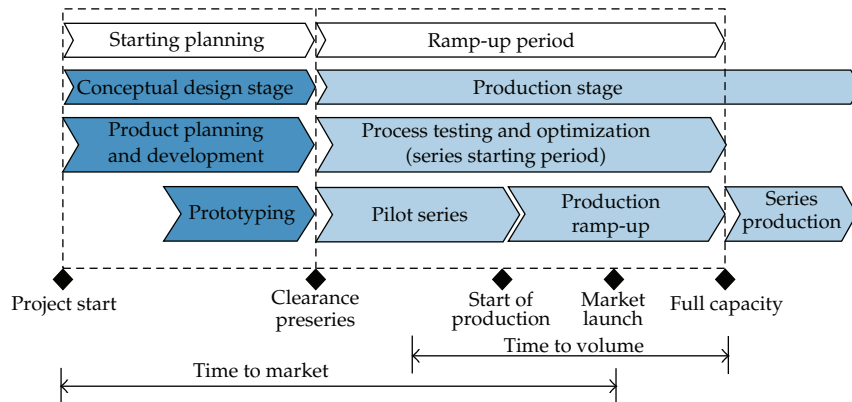 Starting planning
Ramp-up period
Conceptual design stage
Production stage
Product planning
and development
Process testing and optimization
(series starting period)
Prototyping
Pilot series
Production
ramp-up
Series
production
Project start
Clearance
preseries
Start of
production
Market
launch
Full capacity
Time to volume
Time to market